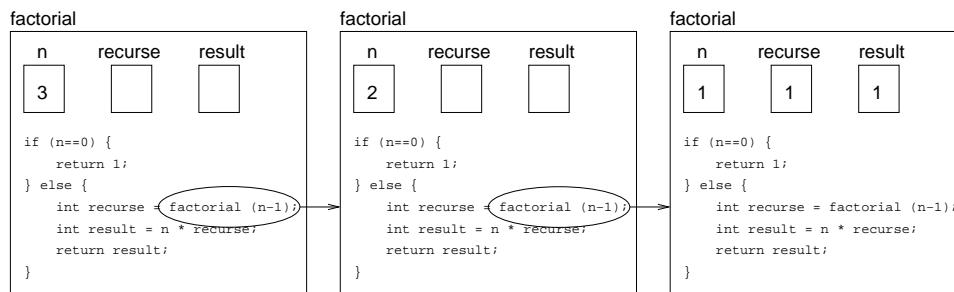 factorial
n recurse result
3
if (n==0) {
return 1;
} else {
int recurse = factorial (n-1);
int result = n * recurse;
return result;
}
factorial
n recurse result
2
if (n==0) {
return 1;
} else {
int recurse = factorial (n-1);
int result = n * recurse;
return result;
}
factorial
n recurse result
1 1 1
if (n==0) {
return 1;
} else {
int recurse = factorial (n-1);
int result = n * recurse;
return result;
}